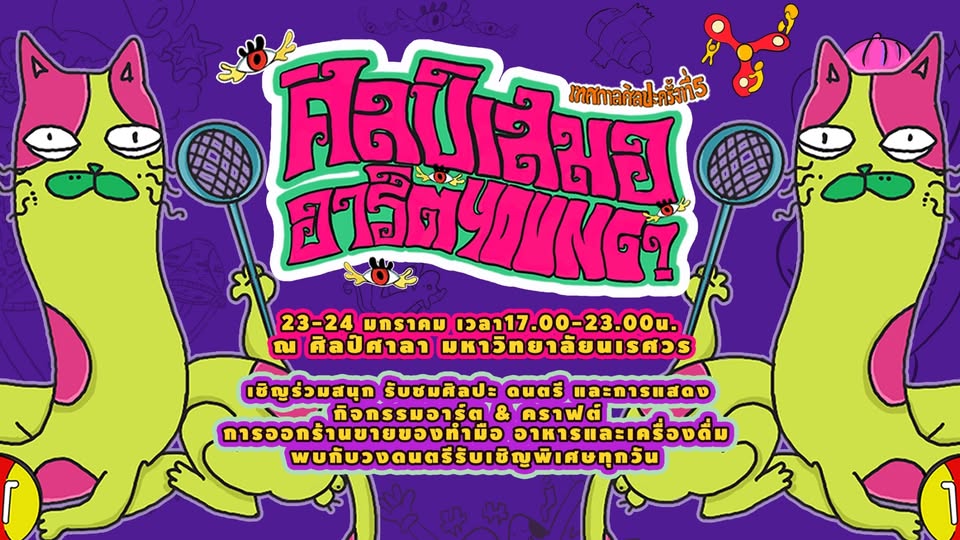 เทศกาลศิลปะครั้งที่5
ศิลป์เสมอ
อาร์ตYOUNGว่า
23-24 มกราคม เวลา17.00-23.00น.
ณ ศิลป์ศาลา มหาวิทยาลัยนเรศวร
เชิญร่วมสนุก รับชมศิลปะ ดนตรี และการแสดง
กิจกรรมอาร์ต & คราฟต์
การออกร้านขายของทำมือ อาหารและเครื่องดื่ม
พบกับวงดนตรีรับเชิญพิเศษทุกวัน